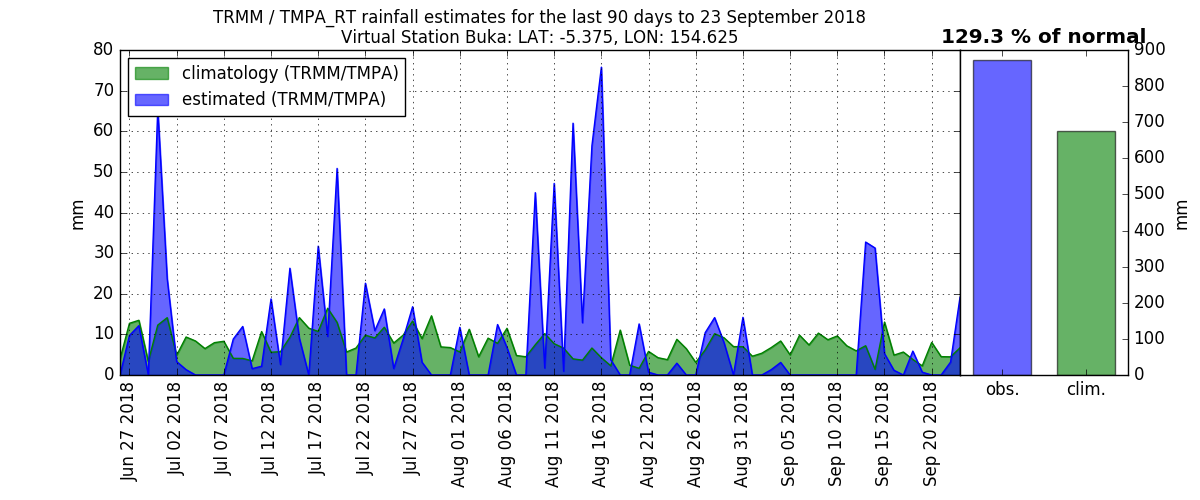 TRMM / TMPA_RT rainfall estimates for the last 90 days to 23 September 2018
Virtual Station Buka: LAT: -5.375, LON: 154.625
129.3 % of normal
climatology (TRMM/TMPA)
estimated (TRMM/TMPA)
mm
80
70
60
50
40
30
20
10
0
Jun 27 2018
Jul 02 2018
Jul 07 2018
Jul 12 2018
Jul 17 2018
Jul 22 2018
Jul 27 2018
Aug 01 2018
Aug 06 2018
Aug 11 2018
Aug 16 2018
Aug 21 2018
Aug 26 2018
Aug 31 2018
Sep 05 2018
Sep 10 2018
Sep 15 2018
Sep 20 2018
obs.
clim.
900
800
700
600
500
400
300
200
100
0
mm